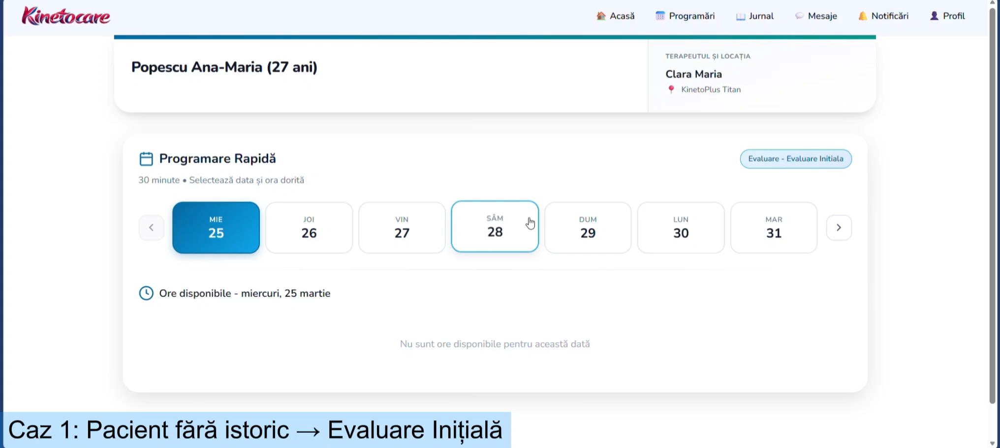 Kinetocare
Acasă
Programări
Jurnal
Mesaje
Notificări
Profil
Popescu Ana-Maria (27 ani)
TERAPEUTUL ȘI LOCAȚIA
Clara Maria
KinetoPlus Titan
Programare Rapidă
Evaluare - Evaluare Initiala
30 minute • Selectează data și ora dorită
MIE
25
JOI
26
VIN
27
SÂM
28
DUM
29
LUN
30
MAR
31
Ore disponibile - miercuri, 25 martie
Nu sunt ore disponibile pentru această dată
Caz 1: Pacient fără istoric → Evaluare Inițială